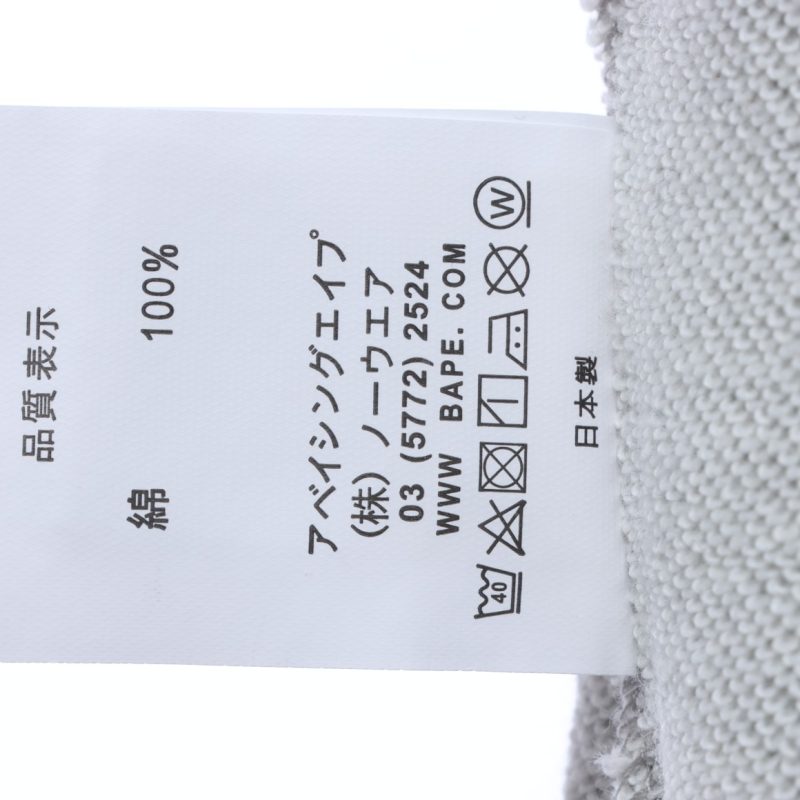 品質表示
綿 100%
アベイシングエイプ
(株) ノーウエア
03 (5772) 2524
WWW BAPE. COM
40 W
日本製